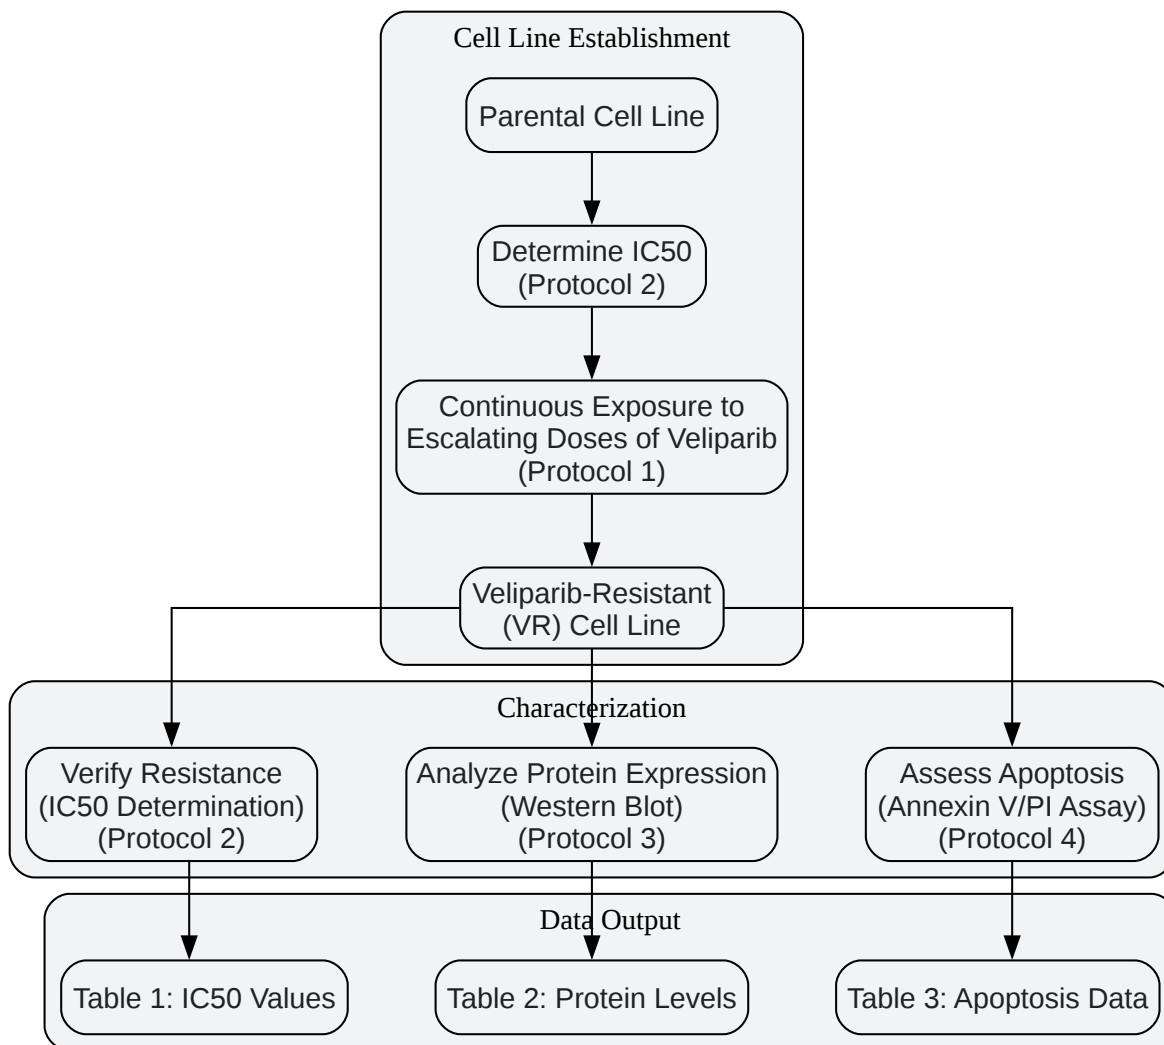 Cell Line Establishment
Parental Cell Line
Determine IC50
(Protocol 2)
Continuous Exposure to
Escalating Doses of Veliparib
(Protocol 1)
Veliparib-Resistant
(VR) Cell Line
Characterization
Verify Resistance
(IC50 Determination)
(Protocol 2)
Analyze Protein Expression
(Western Blot)
(Protocol 3)
Assess Apoptosis
(Annexin V/PI Assay)
(Protocol 4)
Data Output
Table 1: IC50 Values
Table 2: Protein Levels
Table 3: Apoptosis Data